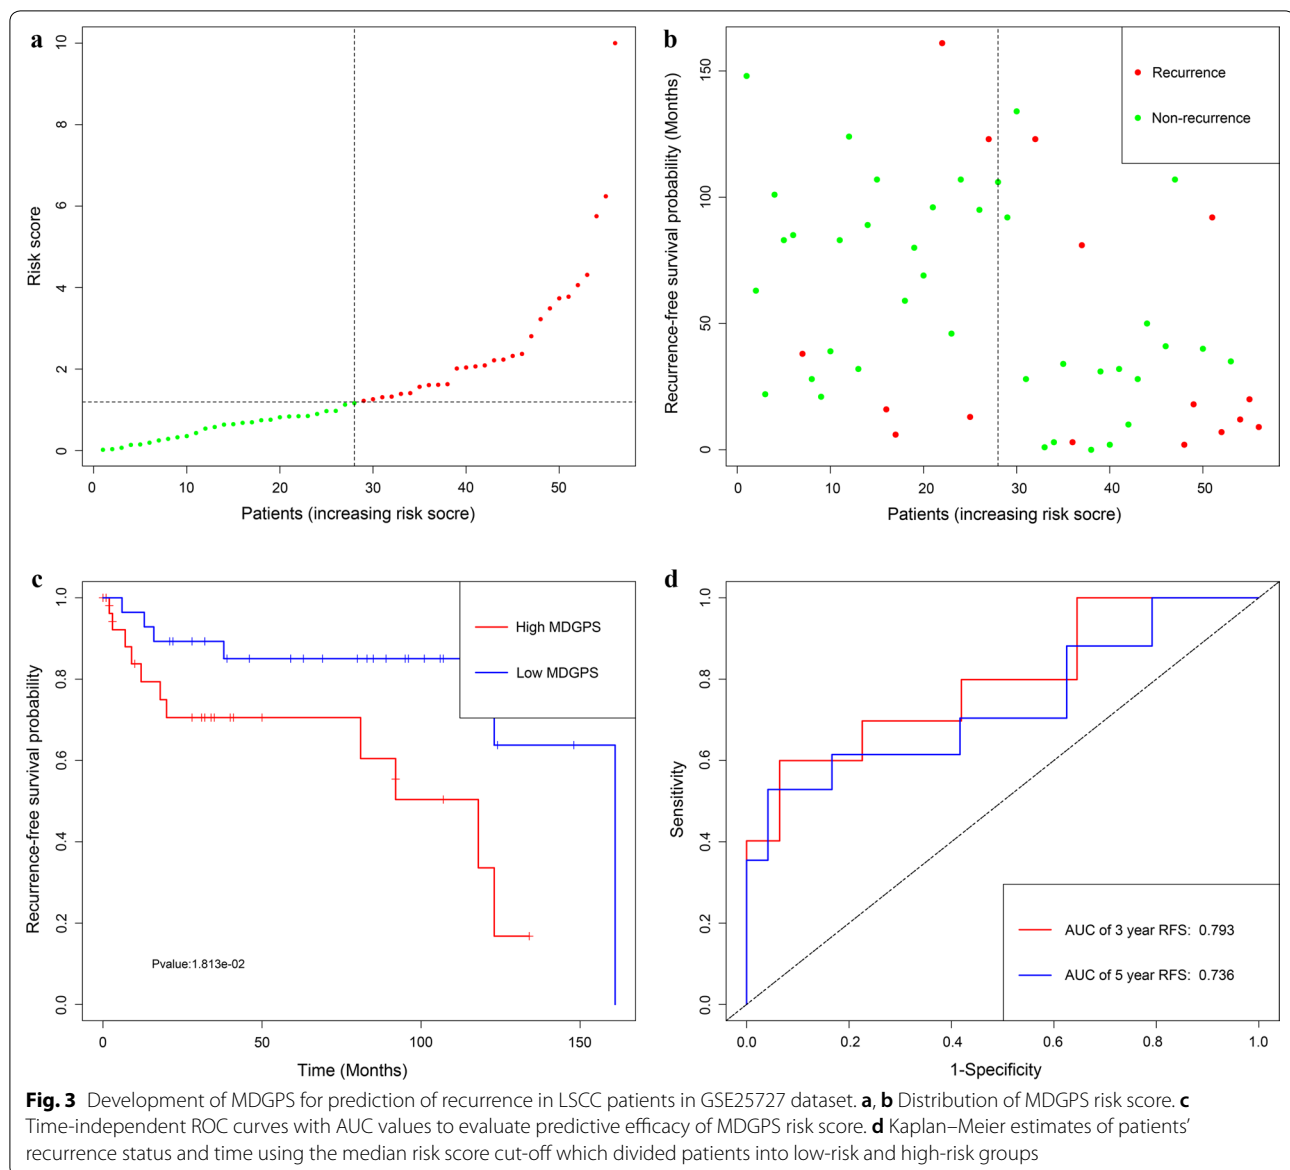 a
10
8
6
4
2
0
Risk score
0 10 20 30 40 50
Patients (increasing risk socre)
b
150
100
50
0
Recurrence-free survival probability (Months)
Recurrence
Non-recurrence
0 10 20 30 40 50
Patients (increasing risk socre)
c
1.0
0.8
0.6
0.4
0.2
0.0
Recurrence-free survival probability
High MDGPS
Low MDGPS
Pvalue:1.813e-02
0 50 100 150
Time (Months)
d
1.0
0.8
0.6
0.4
0.2
0.0
Sensitivity
AUC of 3 year RFS: 0.793
AUC of 5 year RFS: 0.736
0.0 0.2 0.4 0.6 0.8 1.0
1-Specificity
Fig. 3 Development of MDGPS for prediction of recurrence in LSCC patients in GSE25727 dataset. a, b Distribution of MDGPS risk score. c
Time-independent ROC curves with AUC values to evaluate predictive efficacy of MDGPS risk score. d Kaplan–Meier estimates of patients’
recurrence status and time using the median risk score cut-off which divided patients into low-risk and high-risk groups